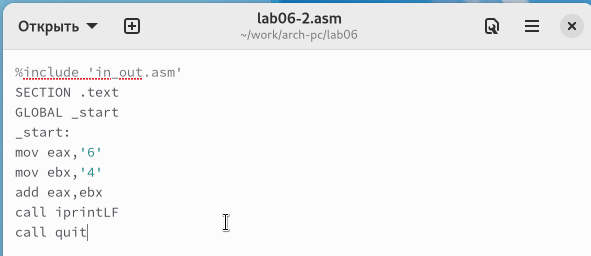 Открыть
lab06-2.asm
~/work/arch-pc/lab06
%include 'in_out.asm'
SECTION .text
GLOBAL _start
_start:
mov eax,'6'
mov ebx,'4'
add eax,ebx
call iprintLF
call quit